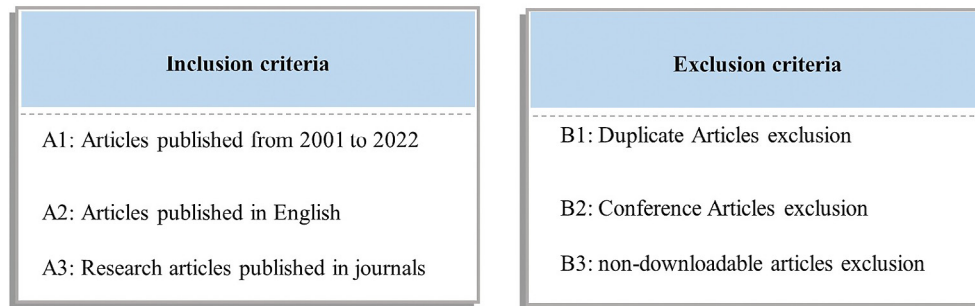 Inclusion criteria
A1: Articles published from 2001 to 2022
A2: Articles published in English
A3: Research articles published in journals
Exclusion criteria
B1: Duplicate Articles exclusion
B2: Conference Articles exclusion
B3: non-downloadable articles exclusion